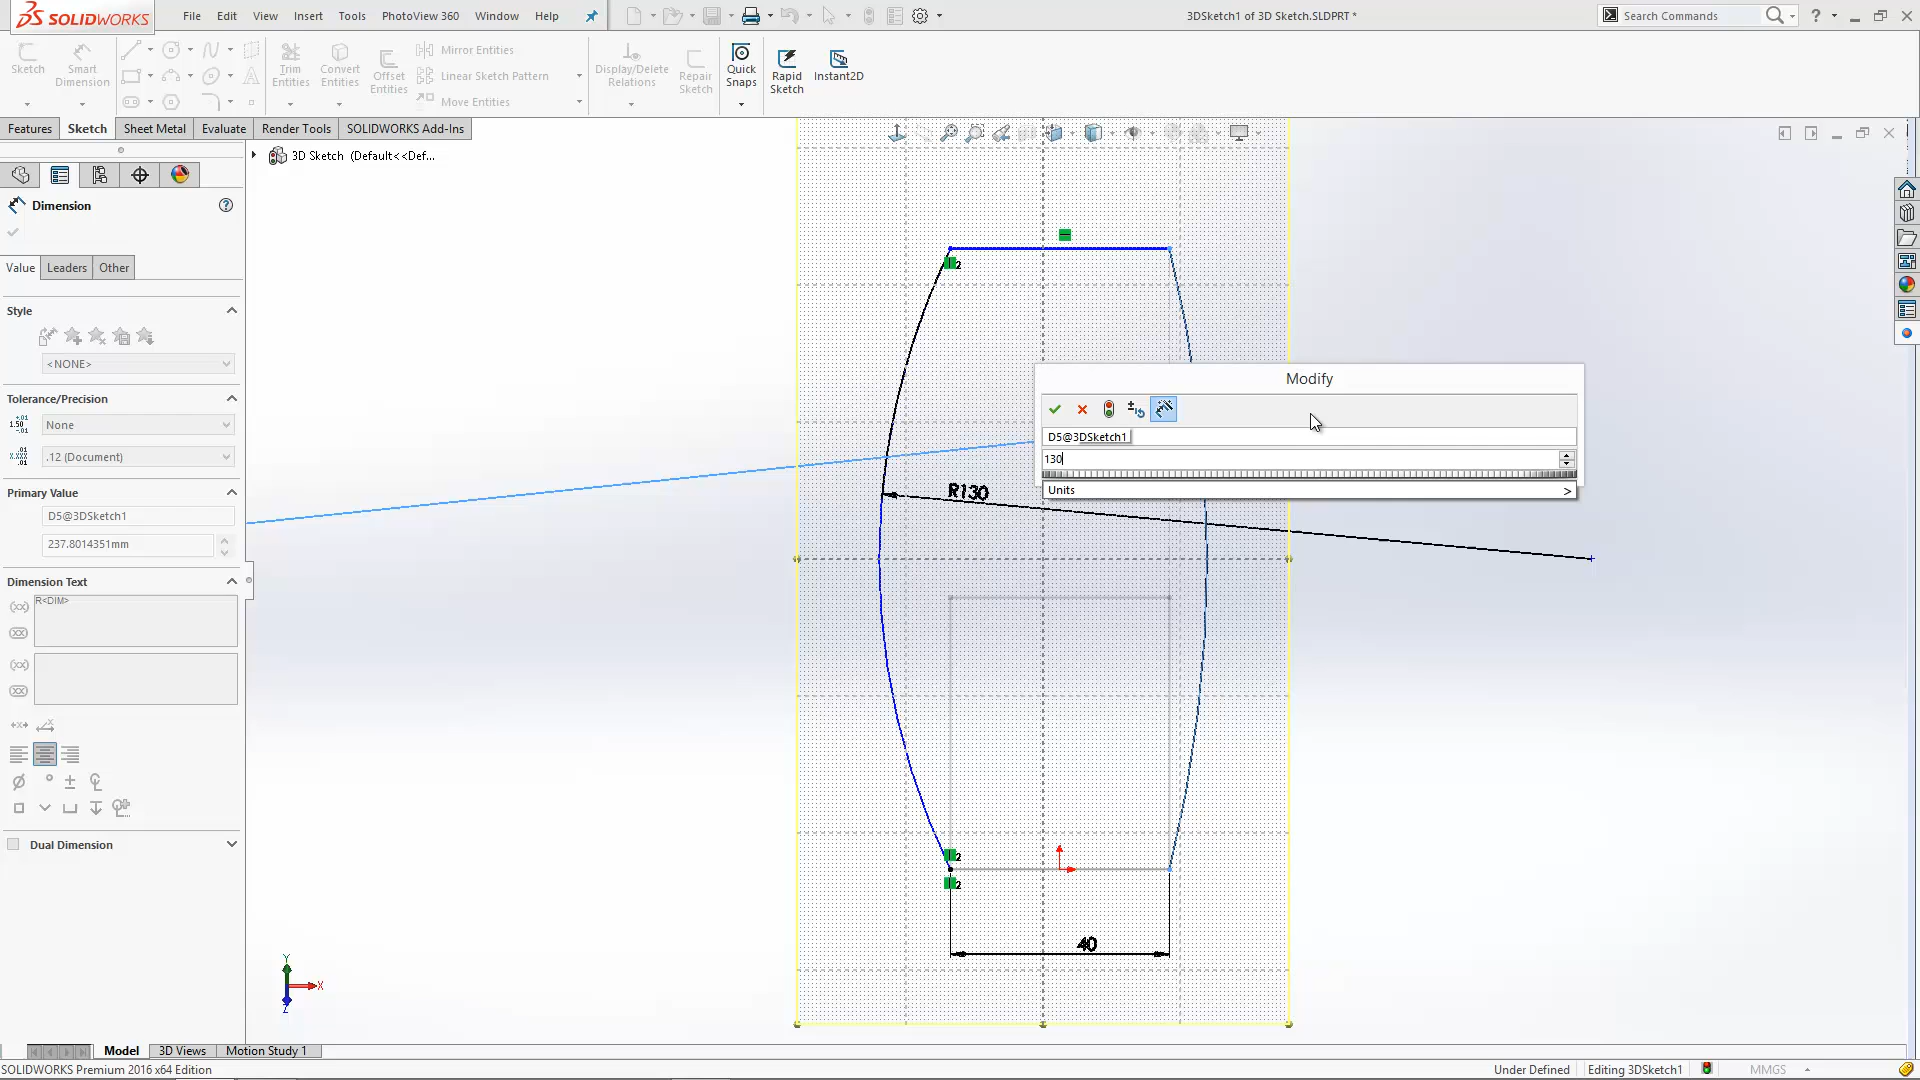 SOLIDWORKS
File Edit View Insert Tools PhotoView 360 Window Help
3DSketch1 of 3D Sketch.SLDPRT *
Search Commands
?
Sketch
Smart Dimension
Trim Entities
Convert Entities
Offset Entities
Mirror Entities
Linear Sketch Pattern
Move Entities
Display/Delete Relations
Repair Sketch
Quick Snaps
Rapid Sketch
Instant2D
Features Sketch Sheet Metal Evaluate Render Tools SOLIDWORKS Add-Ins
3D Sketch (Default<<Def...
Dimension
?
Value Leaders Other
Style
<NONE>
Tolerance/Precision
None
.12 (Document)
Primary Value
D5@3DSketch1
237.8014351mm
Dimension Text
R<DIM>
Dual Dimension
2
Modify
D5@3DSketch1
130
Units >
R130
2
2
40
Y
X
Z
Model 3D Views Motion Study 1
SOLIDWORKS Premium 2016 x64 Edition
Under Defined Editing 3DSketch1 MMGS